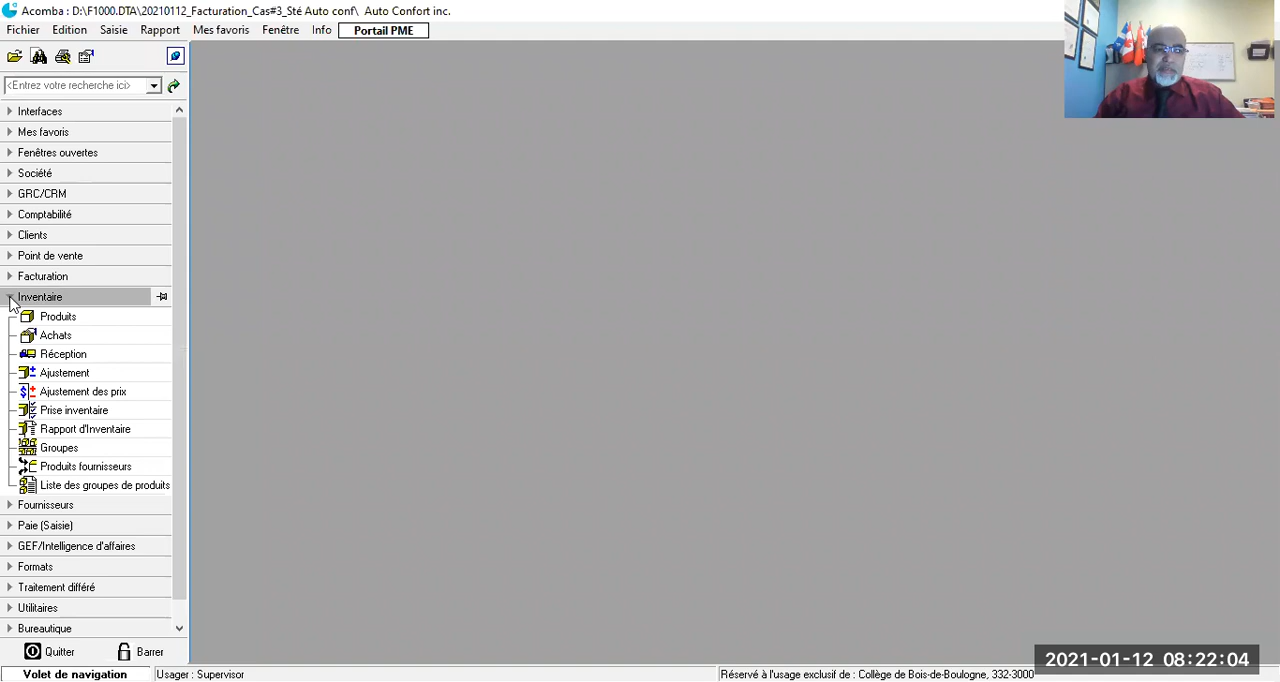 Acomba : D:\F1000.DTA\20210112_Facturation_Cas#3_Sté Auto conf\ Auto Confort inc.
Fichier Edition Saisie Rapport Mes favoris Fenêtre Info Portail PME
<Entrez votre recherche ici>
Interfaces
Mes favoris
Fenêtres ouvertes
Société
GRC/CRM
Comptabilité
Clients
Point de vente
Facturation
Inventaire
Produits
Achats
Réception
Ajustement
Ajustement des prix
Prise inventaire
Rapport d'Inventaire
Groupes
Produits fournisseurs
Liste des groupes de produits
Fournisseurs
Paie (Saisie)
GEF/Intelligence d'affaires
Formats
Traitement différé
Utilitaires
Bureautique
Quitter Barrer
2021-01-12 08:22:04
Volet de navigation Usager : Supervisor Réservé à l'usage exclusif de : Collège de Bois-de-Boulogne, 332-3000